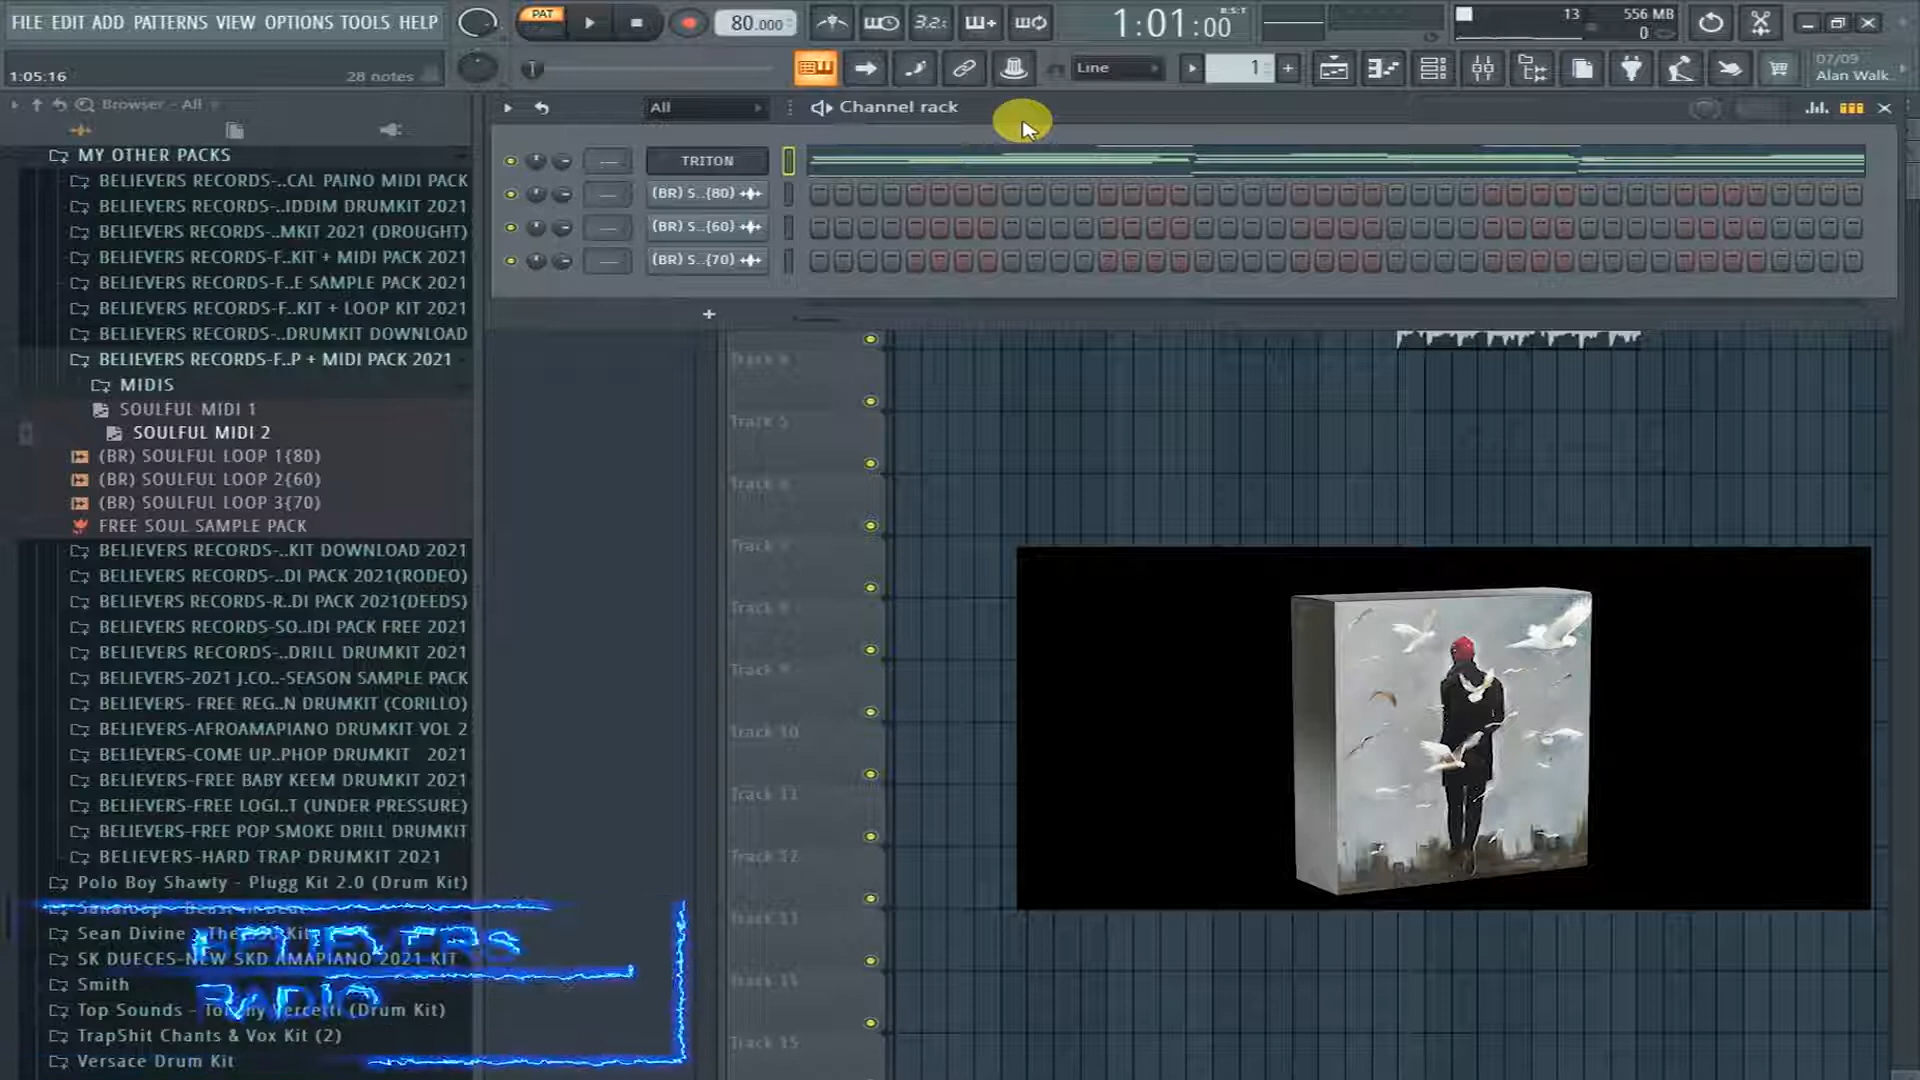 FILE EDIT ADD PATTERNS VIEW OPTIONS TOOLS HELP
PAT
80.000
3.2
1:01:00
B:S:T
13
556 MB
0
1:05:16
28 notes
Line
1
07/09
Alan Walk..
Browser - All
All
Channel rack
MY OTHER PACKS
BELIEVERS RECORDS-..CAL PAINO MIDI PACK
BELIEVERS RECORDS-..IDDIM DRUMKIT 2021
BELIEVERS RECORDS-..MKIT 2021 (DROUGHT)
BELIEVERS RECORDS-F..KIT + MIDI PACK 2021
BELIEVERS RECORDS-F..E SAMPLE PACK 2021
BELIEVERS RECORDS-F..KIT + LOOP KIT 2021
BELIEVERS RECORDS-..DRUMKIT DOWNLOAD
BELIEVERS RECORDS-F..P + MIDI PACK 2021
MIDIS
SOULFUL MIDI 1
SOULFUL MIDI 2
(BR) SOULFUL LOOP 1{80)
(BR) SOULFUL LOOP 2{60)
(BR) SOULFUL LOOP 3{70)
FREE SOUL SAMPLE PACK
BELIEVERS RECORDS-..KIT DOWNLOAD 2021
BELIEVERS RECORDS-..DI PACK 2021(RODEO)
BELIEVERS RECORDS-R..DI PACK 2021(DEEDS)
BELIEVERS RECORDS-SO..IDI PACK FREE 2021
BELIEVERS RECORDS-..DRILL DRUMKIT 2021
BELIEVERS-2021 J.CO..-SEASON SAMPLE PACK
BELIEVERS- FREE REG..N DRUMKIT (CORILLO)
BELIEVERS-AFROAMAPIANO DRUMKIT VOL 2
BELIEVERS-COME UP..PHOP DRUMKIT 2021
BELIEVERS-FREE BABY KEEM DRUMKIT 2021
BELIEVERS-FREE LOGI..T (UNDER PRESSURE)
BELIEVERS-FREE POP SMOKE DRILL DRUMKIT
BELIEVERS-HARD TRAP DRUMKIT 2021
Polo Boy Shawty - Plugg Kit 2.0 (Drum Kit)
Sean Divine
SK DUECES-NEW SKD AMAPIANO 2021 KIT
Smith
Top Sounds - Vercetti (Drum Kit)
TrapShit Chants & Vox Kit (2)
Versace Drum Kit
BELIEVERS
RADIO
TRITON
(BR) S..{80)
(BR) S..{60)
(BR) S..{70)
Track 5
Track 9
Track 10
Track 11
Track 12
Track 13
Track 15